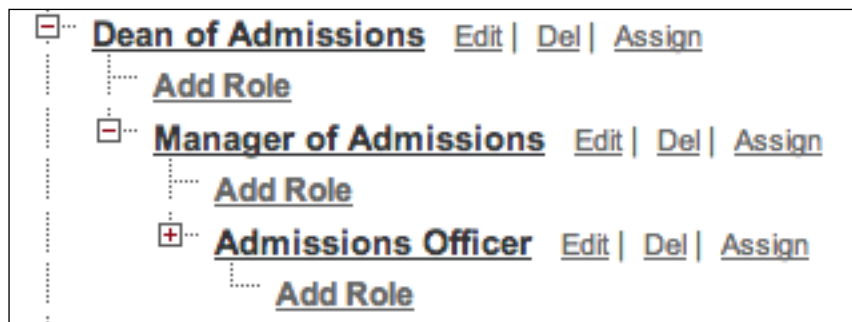 Dean of Admissions Edit | Del | Assign
Add Role
Manager of Admissions Edit | Del | Assign
Add Role
Admissions Officer Edit | Del | Assign
Add Role